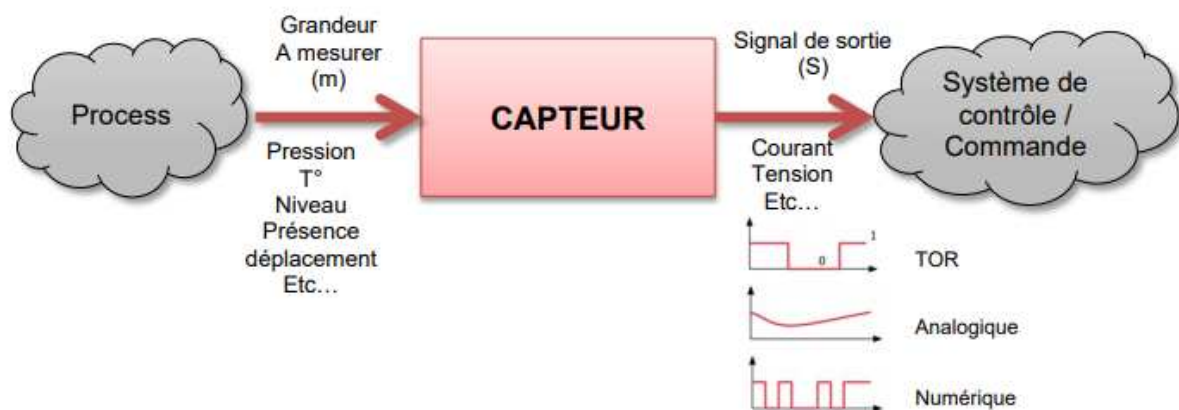 Process
Grandeur
A mesurer
(m)
Pression
T°
Niveau
Présence
déplacement
Etc…
CAPTEUR
Signal de sortie
(S)
Courant
Tension
Etc…
1
0
TOR
Analogique
Numérique
Système de
contrôle /
Commande